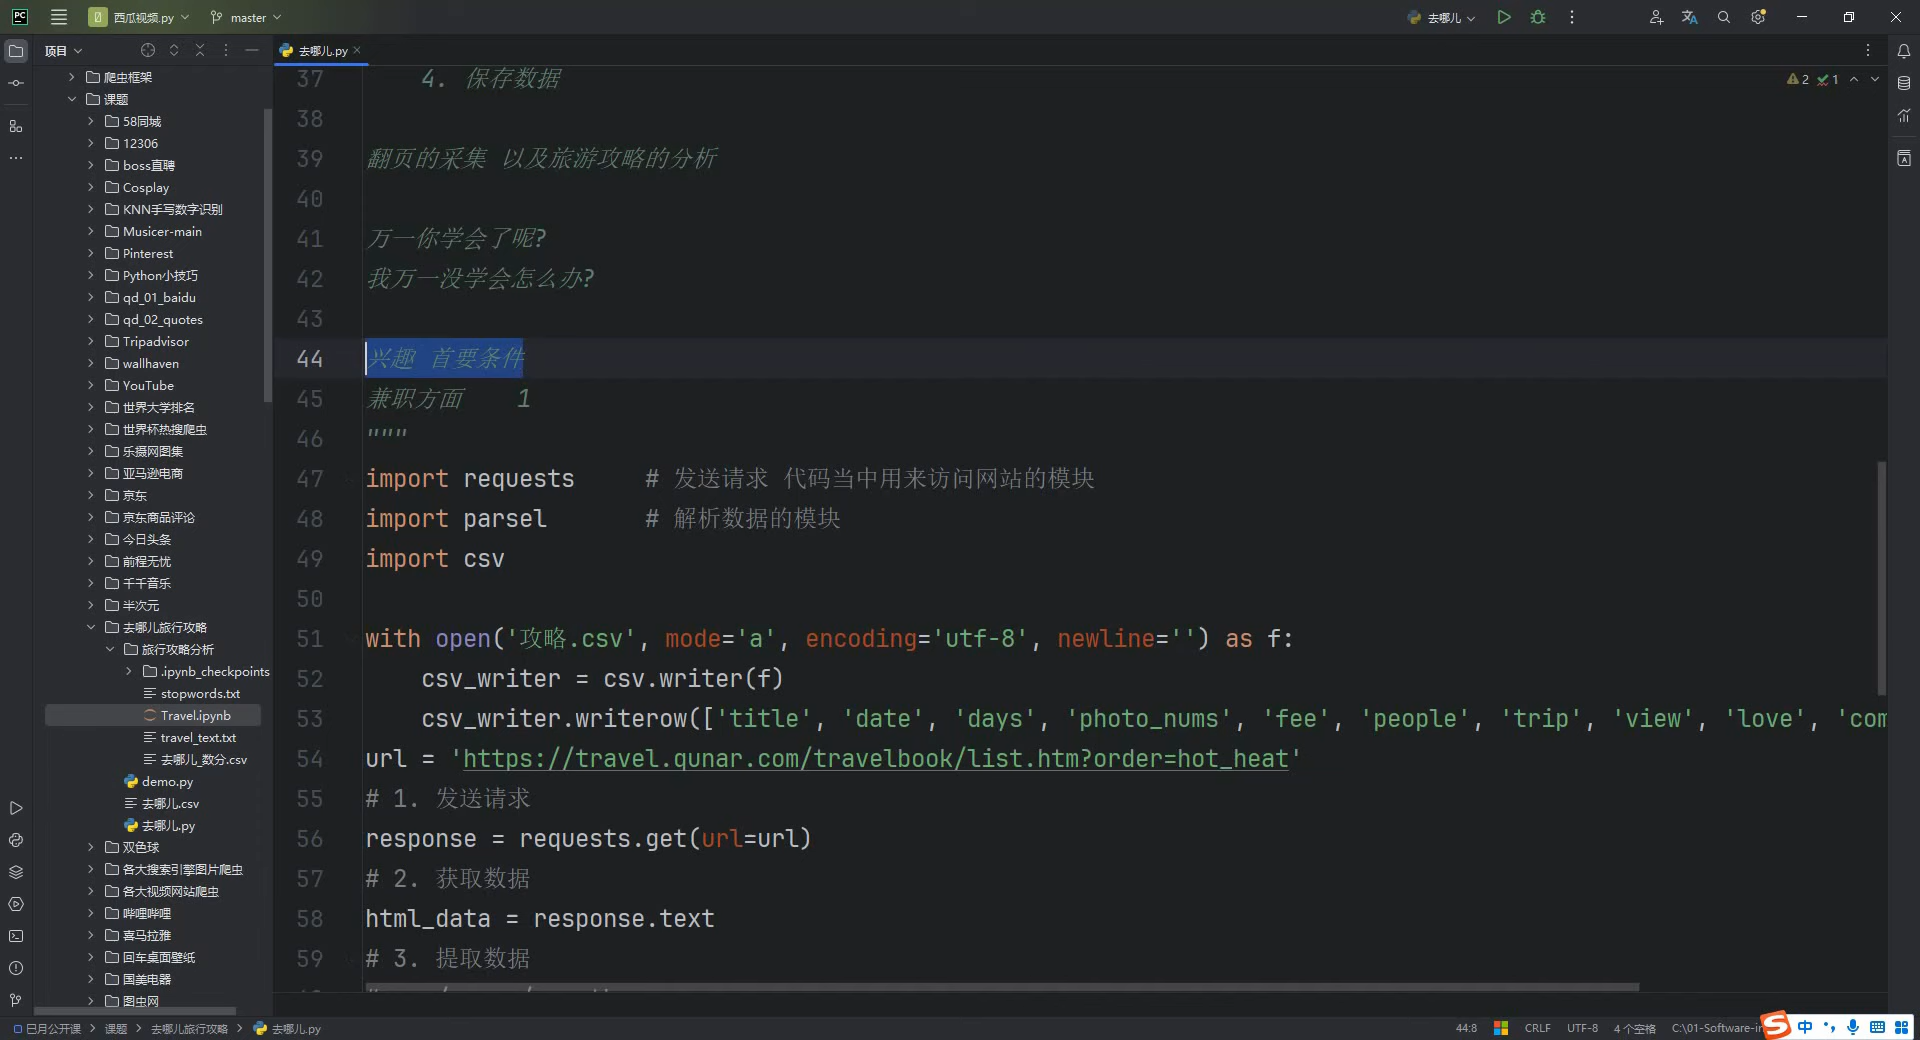 西瓜视频.py
master
去哪儿
项目
去哪儿.py
爬虫框架
课题
58同城
12306
boss直聘
Cosplay
KNN手写数字识别
Musicer-main
Pinterest
Python小技巧
qd_01_baidu
qd_02_quotes
Tripadvisor
wallhaven
YouTube
世界大学排名
世界杯热搜爬虫
乐摄网图集
亚马逊电商
京东
京东商品评论
今日头条
前程无忧
千千音乐
半次元
去哪儿旅行攻略
旅行攻略分析
.ipynb_checkpoints
stopwords.txt
Travel.ipynb
travel_text.txt
去哪儿_数分.csv
demo.py
去哪儿.csv
去哪儿.py
双色球
各大搜索引擎图片爬虫
各大视频网站爬虫
哔哩哔哩
喜马拉雅
回车桌面壁纸
国美电器
图虫网
2 1
37 4. 保存数据
38
39 翻页的采集 以及旅游攻略的分析
40
41 万一你学会了呢?
42 我万一没学会怎么办?
43
44 兴趣 首要条件
45 兼职方面 1
46 """
47 import requests # 发送请求 代码当中用来访问网站的模块
48 import parsel # 解析数据的模块
49 import csv
50
51 with open('攻略.csv', mode='a', encoding='utf-8', newline='') as f:
52 csv_writer = csv.writer(f)
53 csv_writer.writerow(['title', 'date', 'days', 'photo_nums', 'fee', 'people', 'trip', 'view', 'love', 'com
54 url = 'https://travel.qunar.com/travelbook/list.htm?order=hot_heat'
55 # 1. 发送请求
56 response = requests.get(url=url)
57 # 2. 获取数据
58 html_data = response.text
59 # 3. 提取数据
巳月公开课 > 课题 > 去哪儿旅行攻略 > 去哪儿.py
44:8 CRLF UTF-8 4 个空格 C:\01-Software-in
中